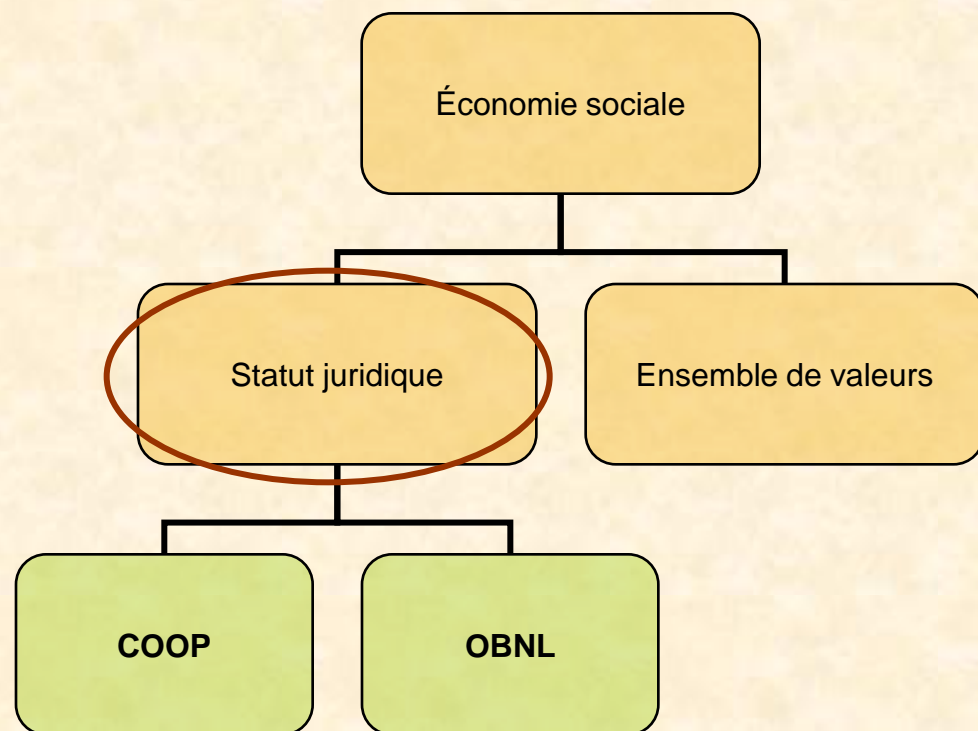 Économie sociale
Statut juridique
Ensemble de valeurs
COOP
OBNL